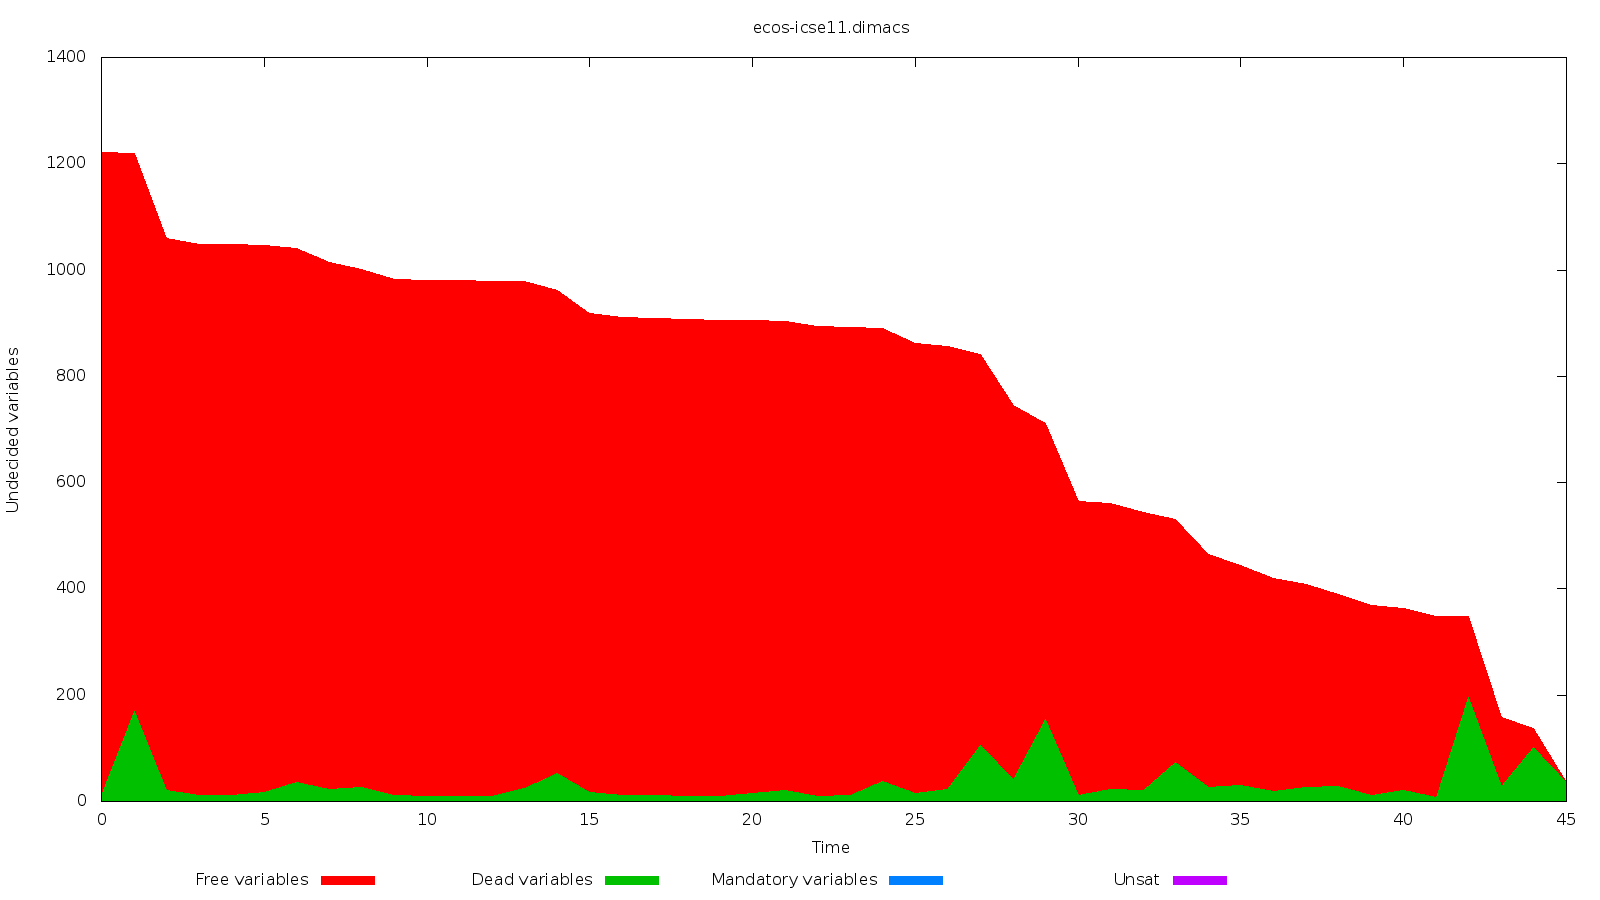 ecos-icse11.dimacs
1400
1200
1000
800
600
400
200
0
Undecided variables
0 5 10 15 20 25 30 35 40 45
Time
Free variables Dead variables Mandatory variables Unsat